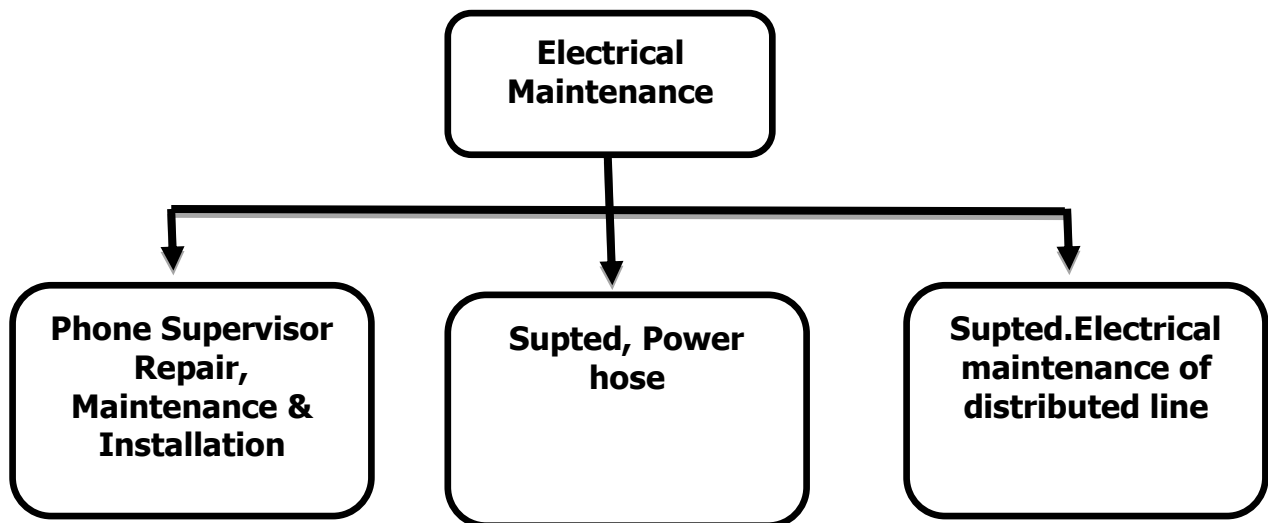 Electrical
Maintenance
Phone Supervisor
Repair,
Maintenance &
Installation
Supted, Power
hose
Supted.Electrical
maintenance of
distributed line